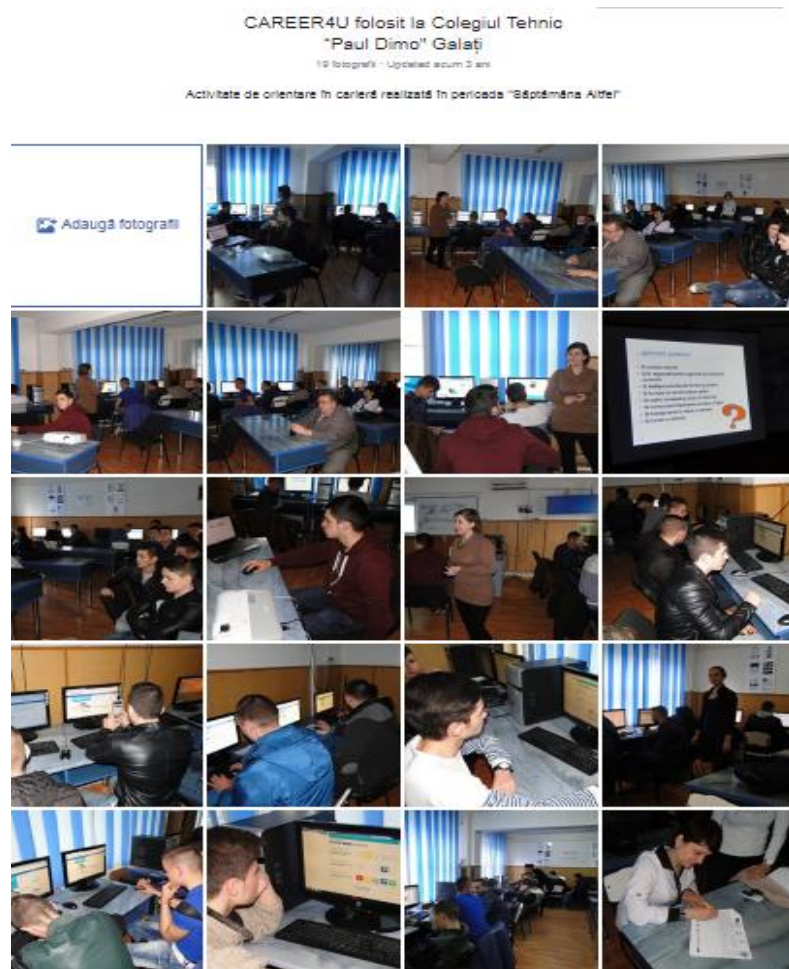 CAREER4U folosit la Colegiul Tehnic
"Paul Dimo" Galați
19 fotografii · Updated acum 3 ani
Activitate de orientare în carieră realizată în perioada "Săptămâna Altfel"
Adaugă fotografii
?